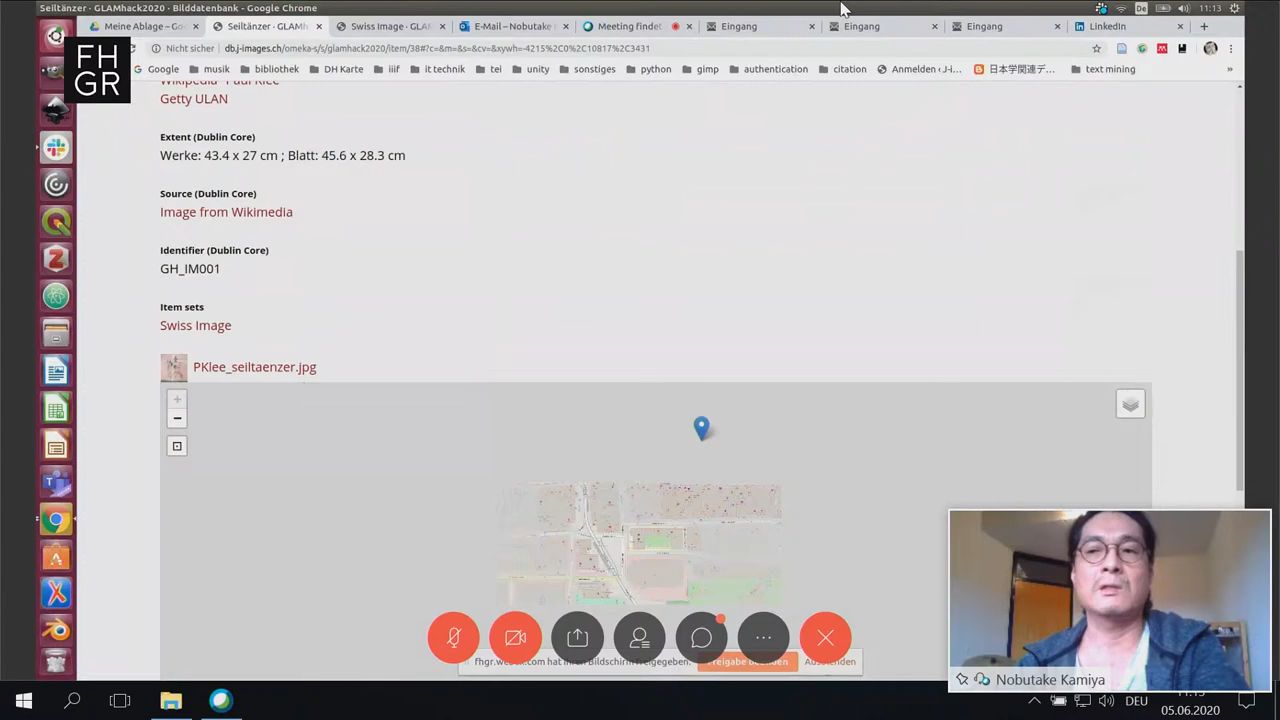 Seiltänzer · GLAMhack2020 · Bilddatenbank - Google Chrome
De
11:13
Meine Ablage – Go
Seiltänzer · GLAMh
Swiss Image · GLAM
E-Mail – Nobutake
Meeting findet
Eingang
Eingang
Eingang
LinkedIn
Nicht sicher
db.j-images.ch/omeka-s/s/glamhack2020/item/38#?c=&m=&s=&cv=&xywh=-4215%2C0%2C10817%2C3431
Google
musik
bibliothek
DH Karte
iiif
it technik
tei
unity
sonstiges
python
gimp
authentication
citation
Anmelden ‹ J-i...
日本学関連デ...
text mining
»
FH
GR
Getty ULAN
Extent (Dublin Core)
Werke: 43.4 x 27 cm ; Blatt: 45.6 x 28.3 cm
Source (Dublin Core)
Image from Wikimedia
Identifier (Dublin Core)
GH_IM001
Item sets
Swiss Image
PKlee_seiltaenzer.jpg
+
−
hat Ihren Bildschirm freigegeben.
Freigabe beenden
Ausblenden
Nobutake Kamiya
DEU
05.06.2020